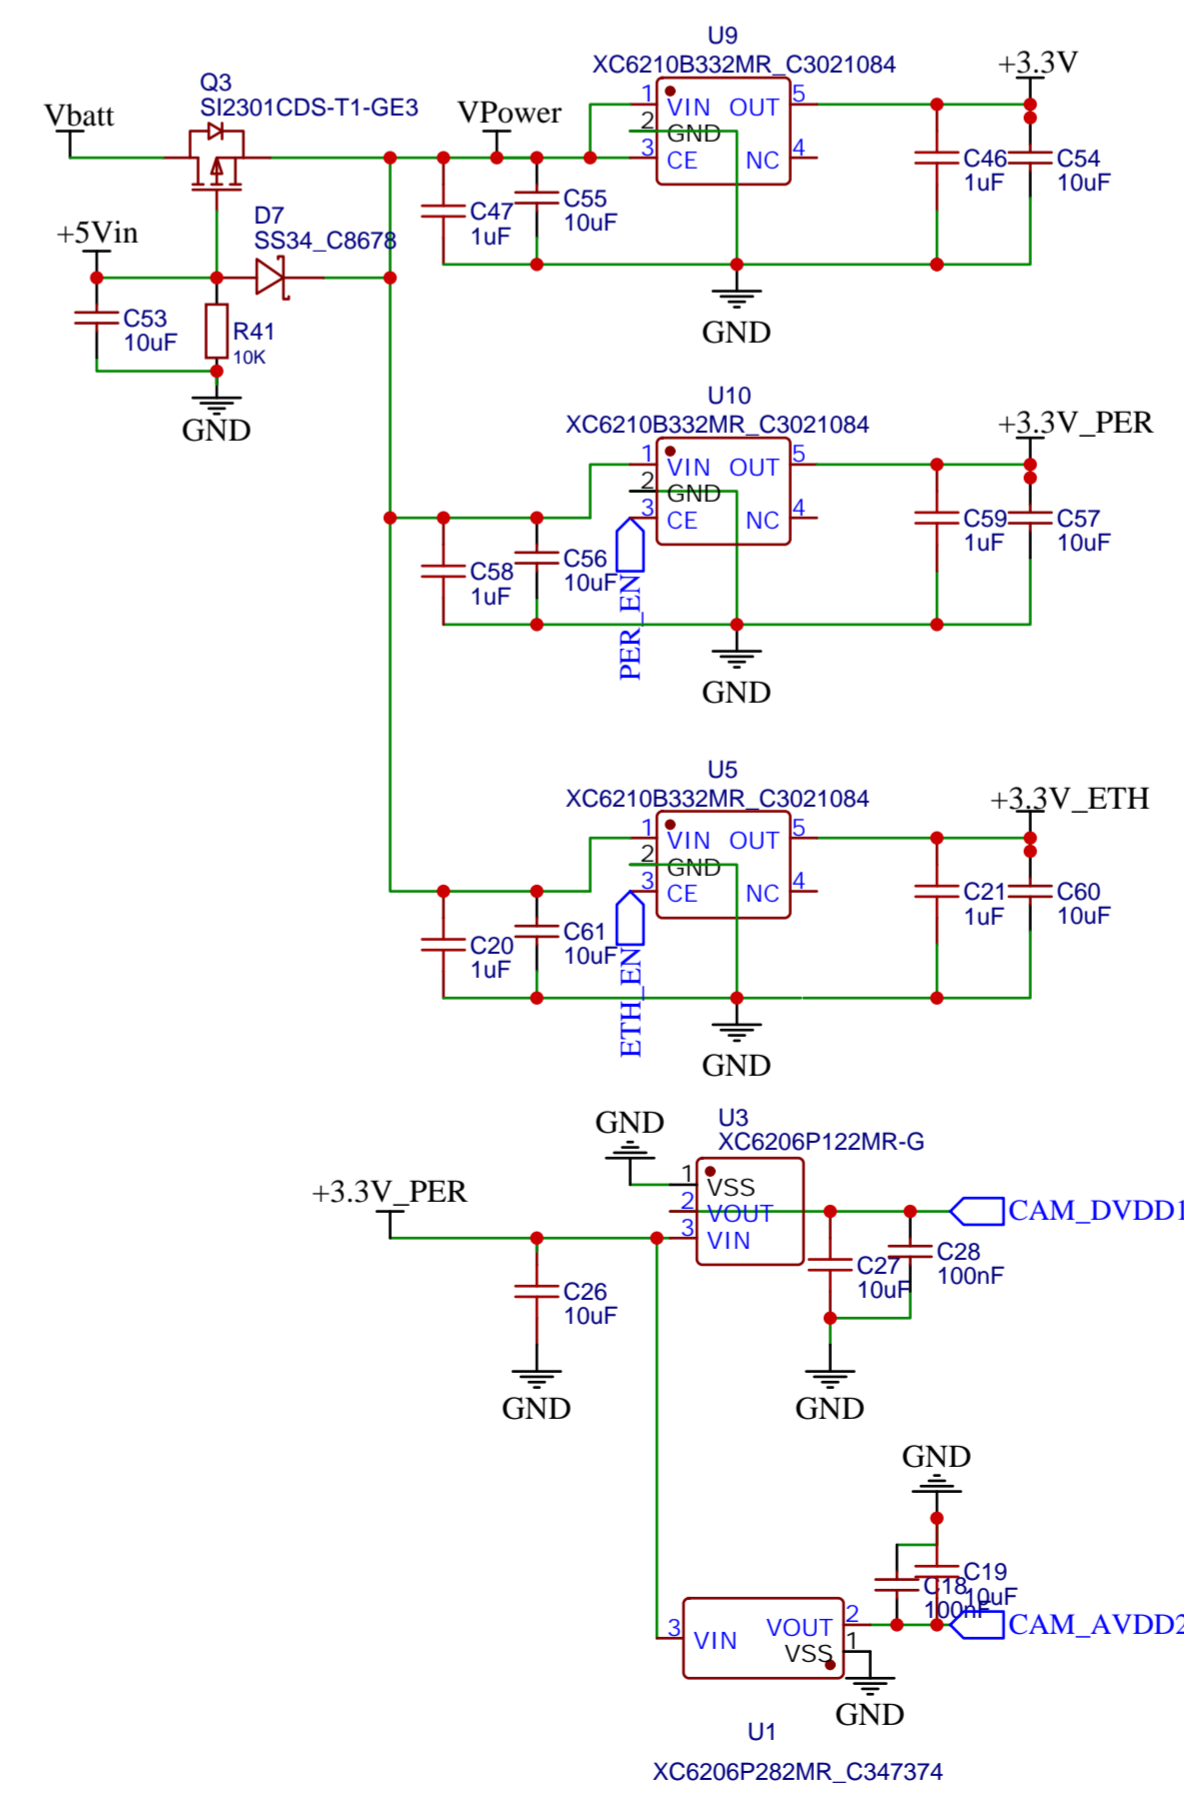 U9
XC6210B332MR_C3021084
+3.3V
Q3
SI2301CDS-T1-GE3
Vbatt
VPower
1
VIN
OUT
5
2
GND
3
CE
NC
4
C46
1uF
C54
10uF
C47
1uF
C55
10uF
D7
SS34_C8678
+5Vin
C53
10uF
R41
10K
GND
GND
U10
XC6210B332MR_C3021084
+3.3V_PER
1
VIN
OUT
5
2
GND
3
CE
NC
4
C59
1uF
C57
10uF
C58
1uF
C56
10uF
PER_EN
GND
U5
XC6210B332MR_C3021084
+3.3V_ETH
1
VIN
OUT
5
2
GND
3
CE
NC
4
C21
1uF
C60
10uF
C20
1uF
C61
10uF
ETH_EN
GND
GND
U3
XC6206P122MR-G
+3.3V_PER
1
VSS
2
VOUT
3
VIN
CAM_DVDD1
C27
10uF
C28
100nF
C26
10uF
GND
GND
GND
C19
10uF
C18
100nF
CAM_AVDD2
3
VIN
VOUT
2
VSS
1
GND
U1
XC6206P282MR_C347374